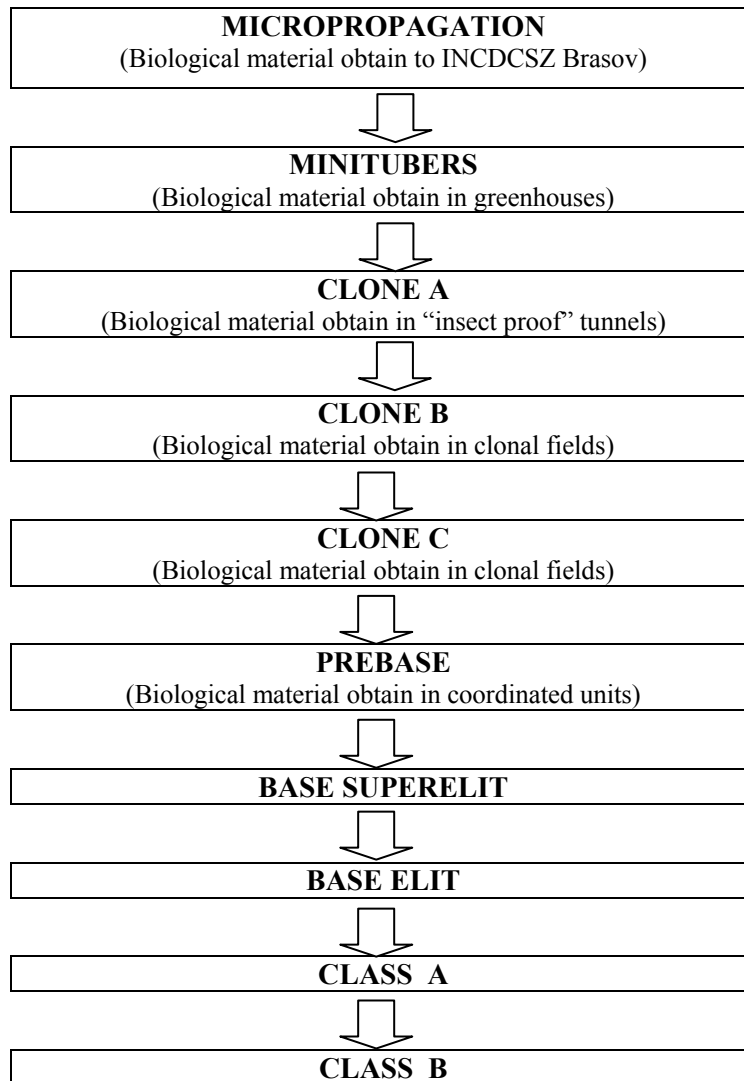 MICROPROPAGATION
(Biological material obtain to INCDCSZ Brasov)
MINITUBERS
(Biological material obtain in greenhouses)
CLONE A
(Biological material obtain in “insect proof” tunnels)
CLONE B
(Biological material obtain in clonal fields)
CLONE C
(Biological material obtain in clonal fields)
PREBASE
(Biological material obtain in coordinated units)
BASE SUPERELIT
BASE ELIT
CLASS A
CLASS B